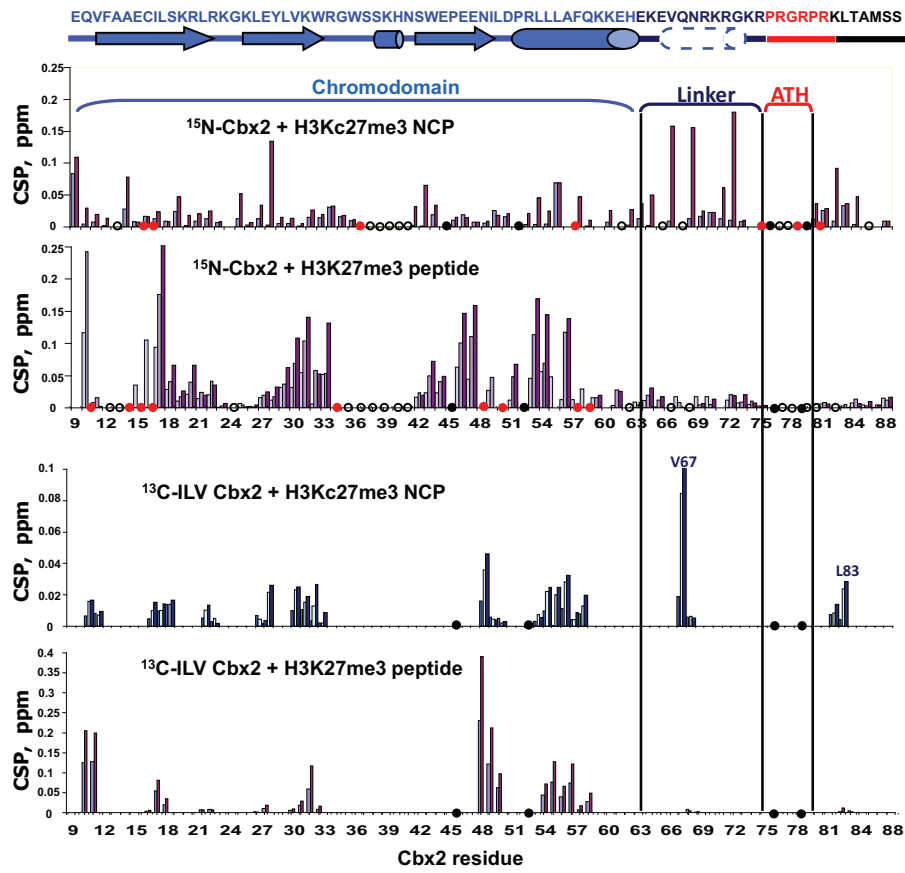 EQVFAAECILSKRLRKGKLEYLVKWRGWSSKHNSWEPEENILDPRLLLAFQKKEHEKEVQNRKRGKRPRGRPRKLTAMSS
CSP, ppm
0.25
0.2
0.15
0.1
0.05
0
Chromodomain
Linker
ATH
¹⁵N-Cbx2 + H3Kc27me3 NCP
CSP, ppm
0.25
0.2
0.15
0.1
0.05
0
¹⁵N-Cbx2 + H3K27me3 peptide
9 12 15 18 21 24 27 30 33 36 39 42 45 48 51 54 57 60 63 66 69 72 75 78 81 84 88
CSP, ppm
0.1
0.08
0.06
0.04
0.02
0
¹³C-ILV Cbx2 + H3Kc27me3 NCP
V67
L83
CSP, ppm
0.4
0.35
0.3
0.25
0.2
0.15
0.1
0.05
0
¹³C-ILV Cbx2 + H3K27me3 peptide
9 12 15 18 21 24 27 30 33 36 39 42 45 48 51 54 57 60 63 66 69 72 75 78 82 85 88
Cbx2 residue